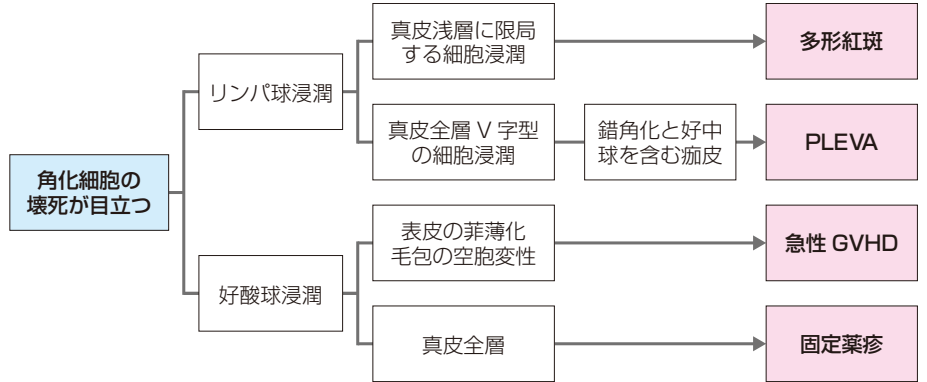 角化細胞の
壊死が目立つ
リンパ球浸潤
真皮浅層に限局
する細胞浸潤
多形紅斑
真皮全層 V 字型
の細胞浸潤
錯角化と好中
球を含む痂皮
PLEVA
好酸球浸潤
表皮の菲薄化
毛包の空胞変性
急性 GVHD
真皮全層
固定薬疹